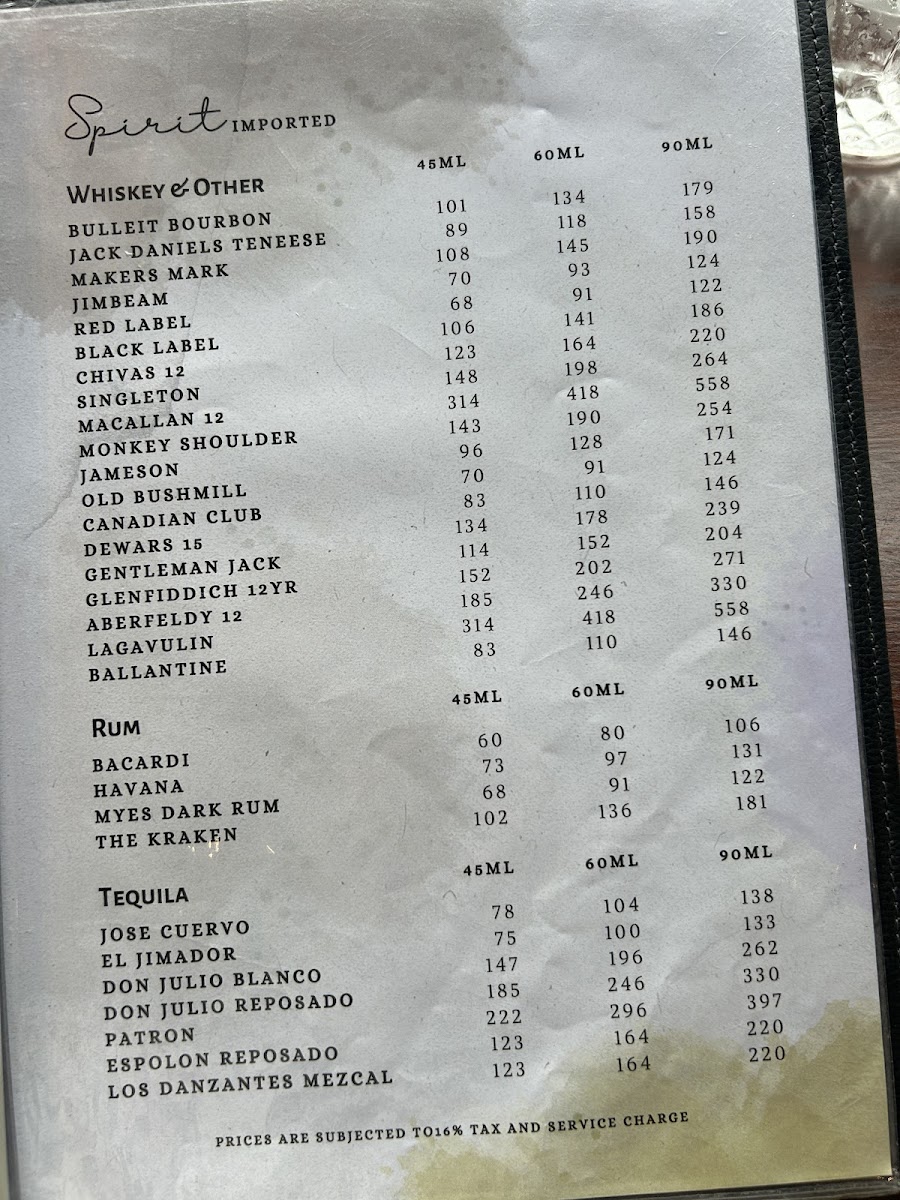 Spirit IMPORTED
WHISKEY & OTHER 45ML 60ML 90ML
BULLEIT BOURBON 101 134 179
JACK DANIELS TENEESE 89 118 158
MAKERS MARK 108 145 190
JIMBEAM 70 93 124
RED LABEL 68 91 122
BLACK LABEL 106 141 186
CHIVAS 12 123 164 220
SINGLETON 148 198 264
MACALLAN 12 314 418 558
MONKEY SHOULDER 143 190 254
JAMESON 96 128 171
OLD BUSHMILL 70 91 124
CANADIAN CLUB 83 110 146
DEWARS 15 134 178 239
GENTLEMAN JACK 114 152 204
GLENFIDDICH 12YR 152 202 271
ABERFELDY 12 185 246 330
LAGAVULIN 314 418 558
BALLANTINE 83 110 146
RUM 45ML 60ML 90ML
BACARDI 60 80 106
HAVANA 73 97 131
MYES DARK RUM 68 91 122
THE KRAKEN 102 136 181
TEQUILA 45ML 60ML 90ML
JOSE CUERVO 78 104 138
EL JIMADOR 75 100 133
DON JULIO BLANCO 147 196 262
DON JULIO REPOSADO 185 246 330
PATRON 222 296 397
ESPOLON REPOSADO 123 164 220
LOS DANZANTES MEZCAL 123 164 220
PRICES ARE SUBJECTED TO16% TAX AND SERVICE CHARGE